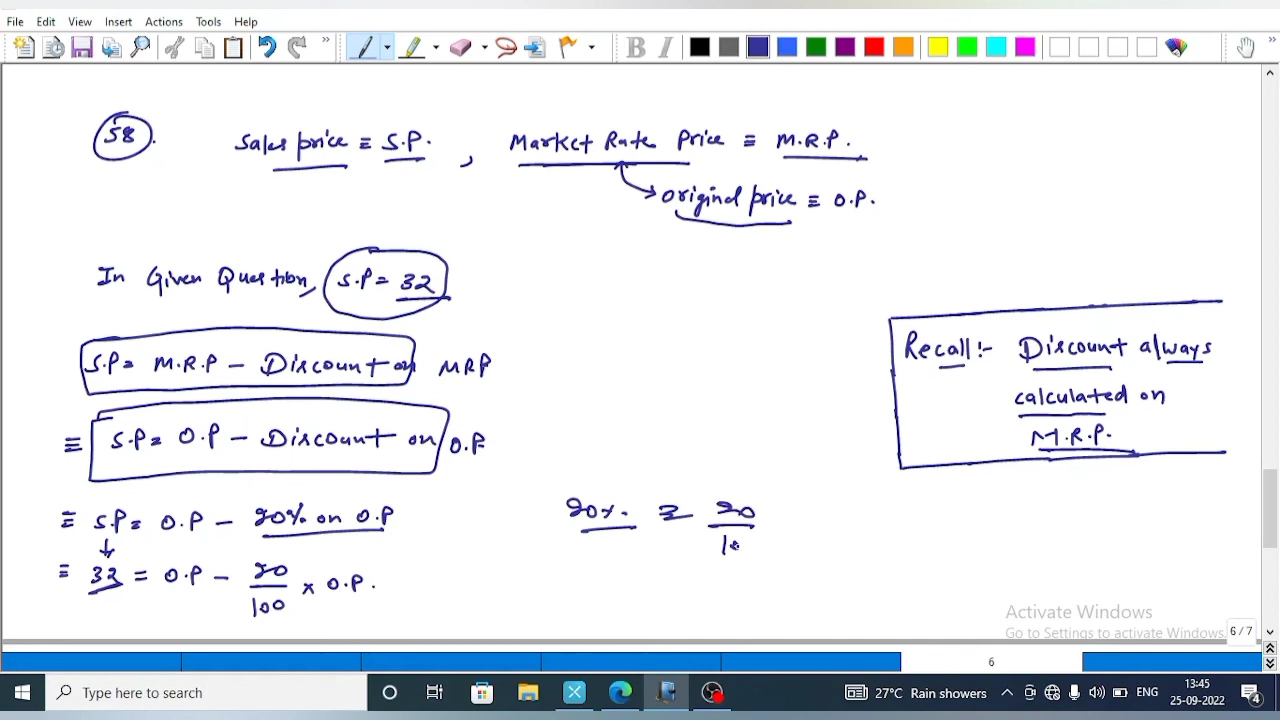 File Edit View Insert Actions Tools Help
58.
Sales price ≡ S.P. , Market Rate Price ≡ M.R.P.
original price ≡ O.P.
In Given Question, S.P = 32
S.P = M.R.P - Discount on MRP
≡ S.P = O.P - Discount on O.P
Recall :- Discount always
calculated on
M.R.P.
≡ S.P = O.P - 20% on O.P
20% ≡ 20/10
≡ 32 = O.P - 20/100 × O.P.
Activate Windows
Go to Settings to activate Windows.
6 / 7
6
Type here to search
27°C Rain showers
ENG
13:45
25-09-2022
4